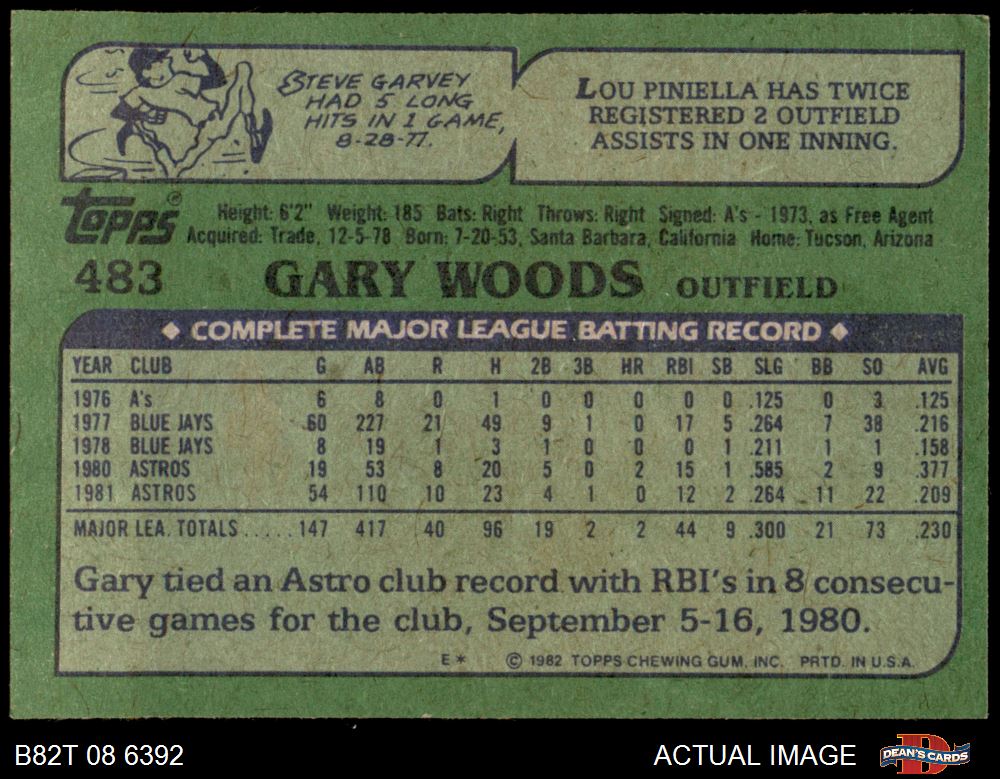 STEVE GARVEY
HAD 5 LONG
HITS IN 1 GAME,
8-28-77.
LOU PINIELLA HAS TWICE
REGISTERED 2 OUTFIELD
ASSISTS IN ONE INNING.
topps® Height: 6'2" Weight: 185 Bats: Right Throws: Right Signed: A's - 1973, as Free Agent
Acquired: Trade, 12-5-78 Born: 7-20-53, Santa Barbara, California Home: Tucson, Arizona
483 GARY WOODS OUTFIELD
◆ COMPLETE MAJOR LEAGUE BATTING RECORD ◆
YEAR CLUB G AB R H 2B 3B HR RBI SB SLG BB SO AVG
1976 A's 6 8 0 1 0 0 0 0 0 .125 0 3 .125
1977 BLUE JAYS 60 227 21 49 9 1 0 17 5 .264 7 38 .216
1978 BLUE JAYS 8 19 1 3 1 0 0 0 1 .211 1 1 .158
1980 ASTROS 19 53 8 20 5 0 2 15 1 .585 2 9 .377
1981 ASTROS 54 110 10 23 4 1 0 12 2 .264 11 22 .209
MAJOR LEA. TOTALS ..... 147 417 40 96 19 2 2 44 9 .300 21 73 .230
Gary tied an Astro club record with RBI's in 8 consecu-
tive games for the club, September 5-16, 1980.
E* © 1982 TOPPS CHEWING GUM, INC. PRTD. IN U.S.A.
B82T 08 6392 ACTUAL IMAGE DEAN'S CARDS